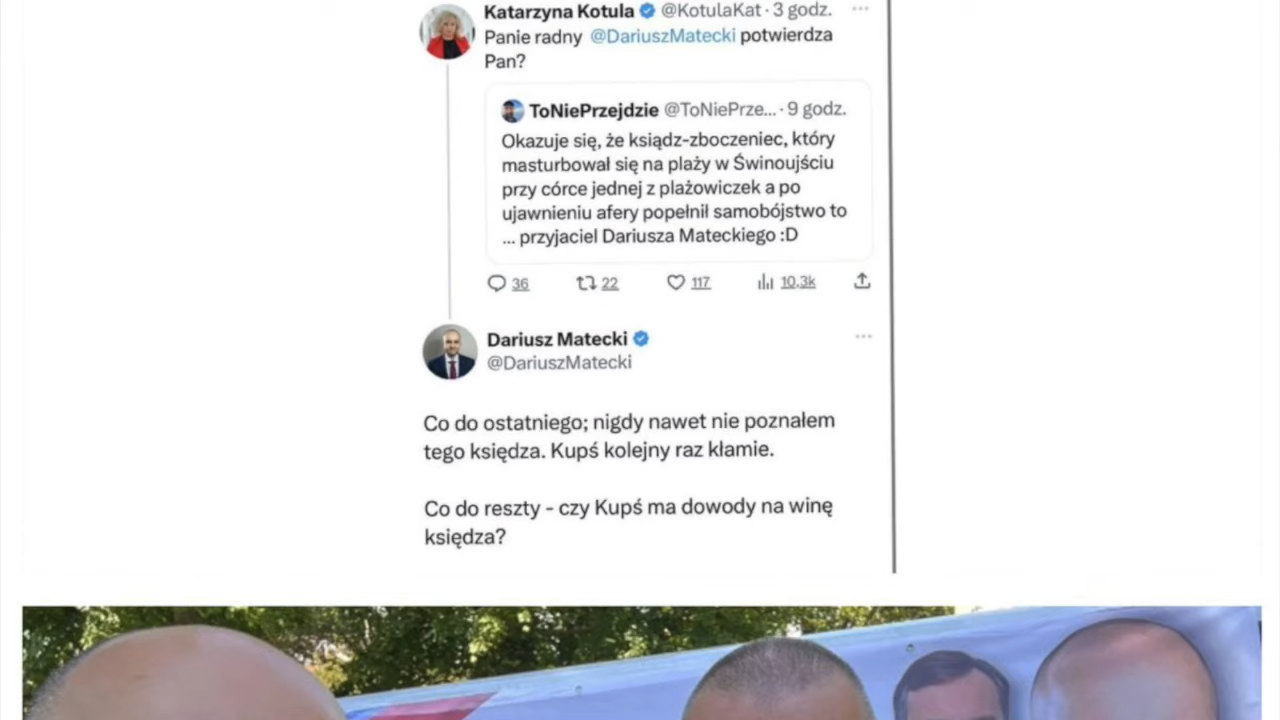 Katarzyna Kotula @KotulaKat · 3 godz.
Panie radny @DariuszMatecki potwierdza
Pan?
ToNiePrzejdzie @ToNiePrze... · 9 godz.
Okazuje się, że ksiądz-zboczeniec, który
masturbował się na plaży w Świnoujściu
przy córce jednej z plażowiczek a po
ujawnieniu afery popełnił samobójstwo to
... przyjaciel Dariusza Mateckiego :D
36 22 117 10.3k
Dariusz Matecki
@DariuszMatecki
Co do ostatniego; nigdy nawet nie poznałem
tego księdza. Kupś kolejny raz kłamie.
Co do reszty - czy Kupś ma dowody na winę
księdza?